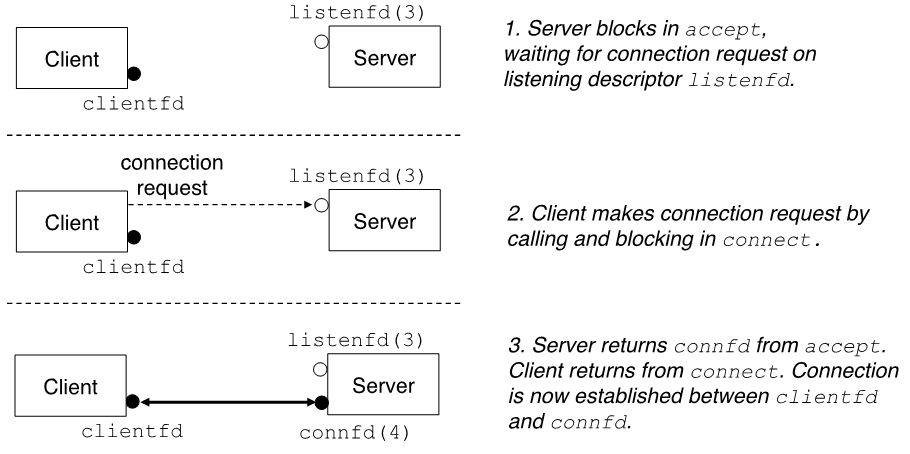 listenfd(3)
Client
Server
clientfd
1. Server blocks in accept,
waiting for connection request on
listening descriptor listenfd.
connection
request
listenfd(3)
Client
Server
clientfd
2. Client makes connection request by
calling and blocking in connect.
listenfd(3)
Client
Server
clientfd
connfd(4)
3. Server returns connfd from accept.
Client returns from connect. Connection
is now established between clientfd
and connfd.